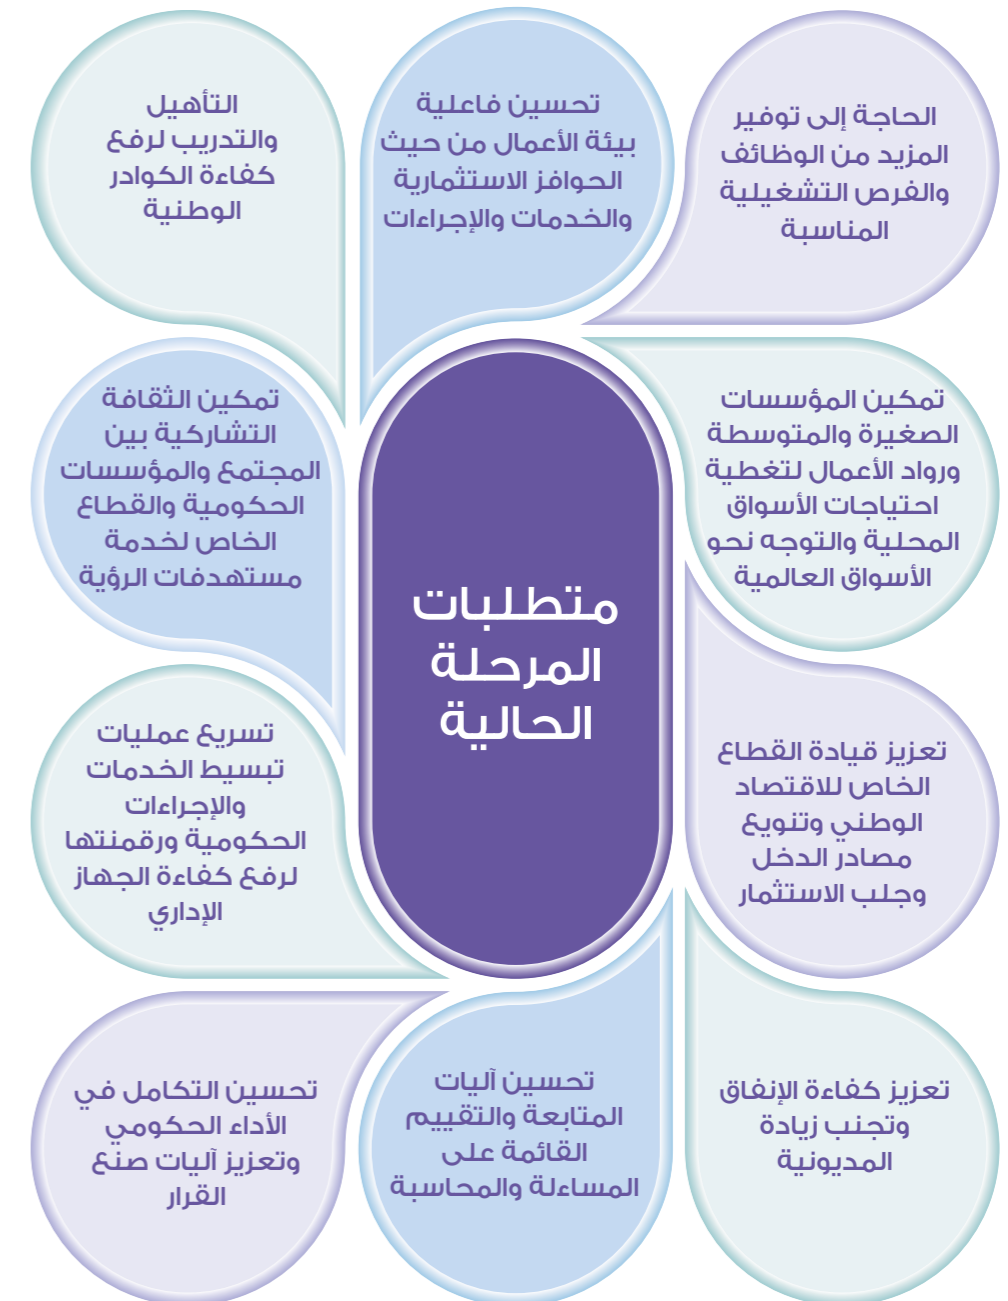 الحاجة إلى توفير
المزيد من الوظائف
والفرص التشغيلية
المناسبة
تحسين فاعلية
بيئة الأعمال من حيث
الحوافز الاستثمارية
والخدمات والإجراءات
التأهيل
والتدريب لرفع
كفاءة الكوادر
الوطنية
تمكين المؤسسات
الصغيرة والمتوسطة
ورواد الأعمال لتغطية
احتياجات الأسواق
المحلية والتوجه نحو
الأسواق العالمية
متطلبات
المرحلة
الحالية
تمكين الثقافة
التشاركية بين
المجتمع والمؤسسات
الحكومية والقطاع
الخاص لخدمة
مستهدفات الرؤية
تعزيز قيادة القطاع
الخاص للاقتصاد
الوطني وتنويع
مصادر الدخل
وجلب الاستثمار
تسريع عمليات
تبسيط الخدمات
والإجراءات
الحكومية ورقمنتها
لرفع كفاءة الجهاز
الإداري
تعزيز كفاءة الإنفاق
وتجنب زيادة
المديونية
تحسين آليات
المتابعة والتقييم
القائمة على
المساءلة والمحاسبة
تحسين التكامل في
الأداء الحكومي
وتعزيز آليات صنع
القرار